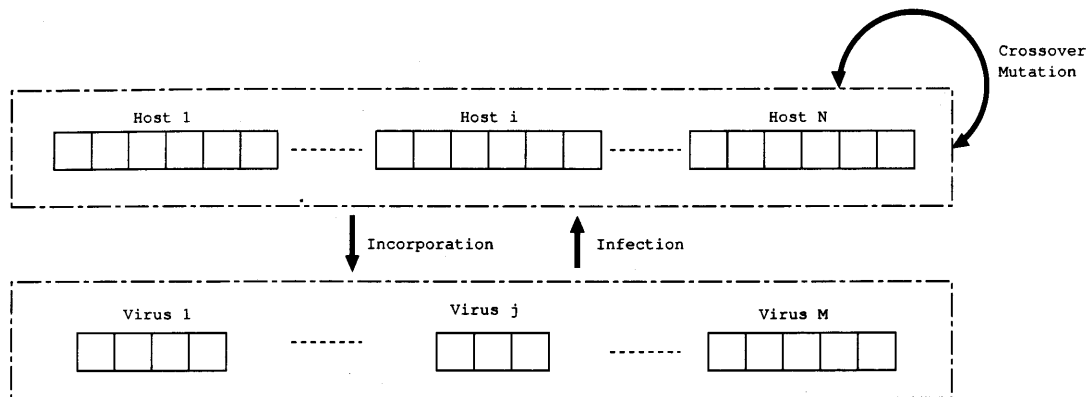 Crossover
Mutation
Host 1
Host i
Host N
Incorporation
Infection
Virus 1
Virus j
Virus M